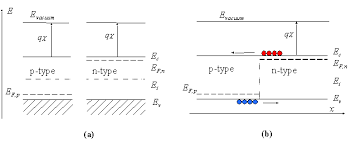 E
E_vacuum
qχ
qχ
E_c
E_F,n
p-type
n-type
E_i
E_F,p
E_v
(a)
E_vacuum
qχ
E_c
E_F,n
p-type
n-type
E_i
E_F,p
E_v
x
(b)